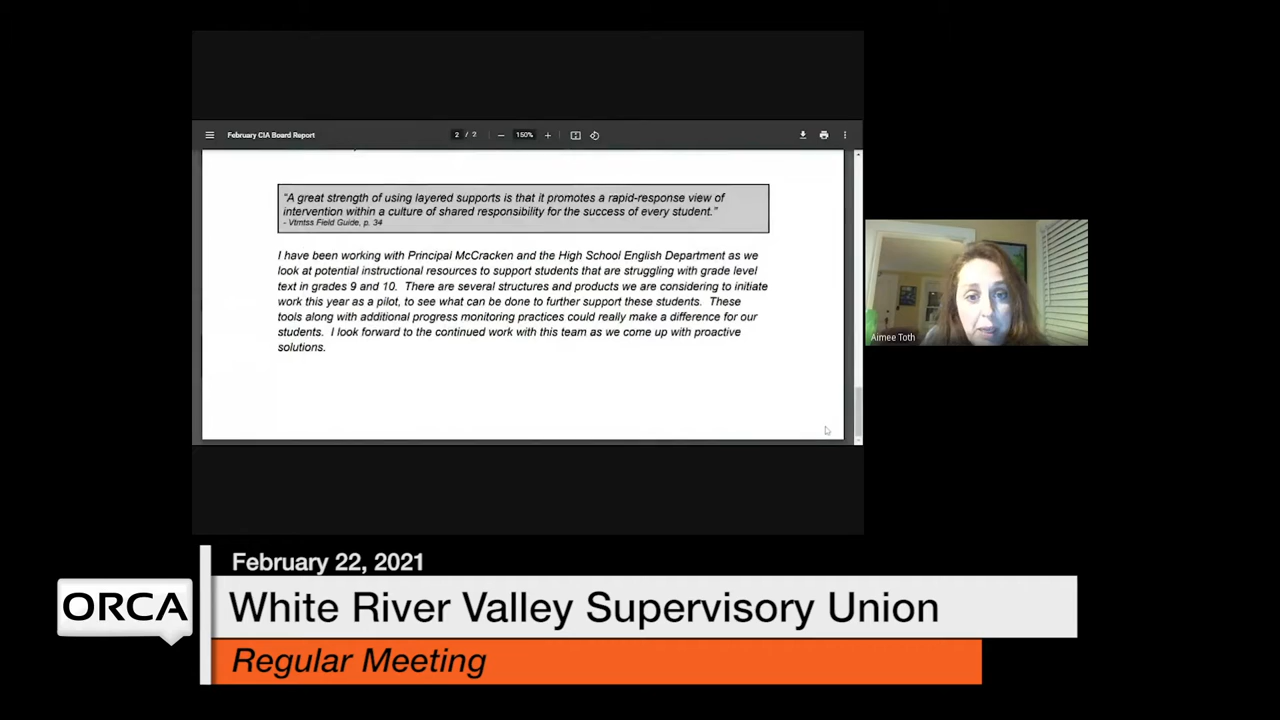 February CIA Board Report
2 / 2
150%
“A great strength of using layered supports is that it promotes a rapid-response view of
intervention within a culture of shared responsibility for the success of every student.”
- Vtmtss Field Guide, p. 34
I have been working with Principal McCracken and the High School English Department as we
look at potential instructional resources to support students that are struggling with grade level
text in grades 9 and 10. There are several structures and products we are considering to initiate
work this year as a pilot, to see what can be done to further support these students. These
tools along with additional progress monitoring practices could really make a difference for our
students. I look forward to the continued work with this team as we come up with proactive
solutions.
Aimee Toth
February 22, 2021
ORCA
White River Valley Supervisory Union
Regular Meeting